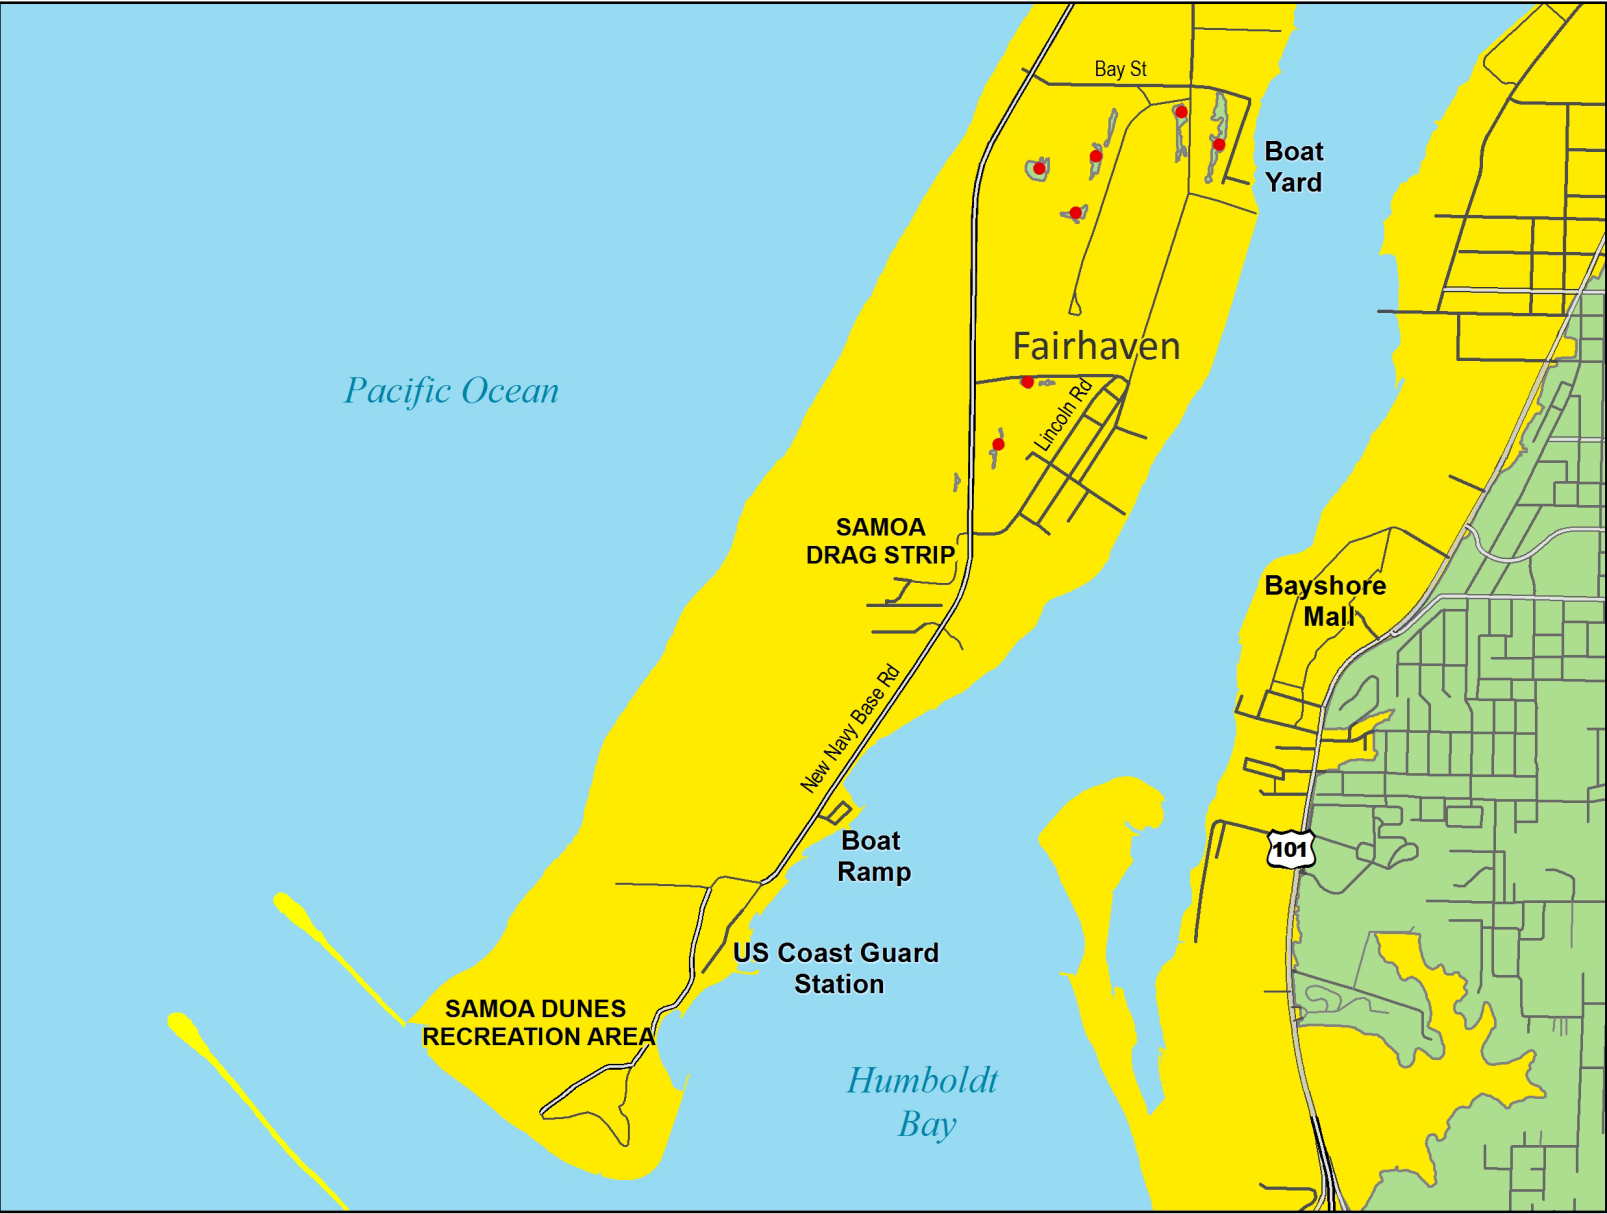 Bay St
Boat
Yard
Fairhaven
Pacific Ocean
Lincoln Rd
SAMOA
DRAG STRIP
Bayshore
Mall
New Navy Base Rd
Boat
Ramp
101
US Coast Guard
Station
SAMOA DUNES
RECREATION AREA
Humboldt
Bay